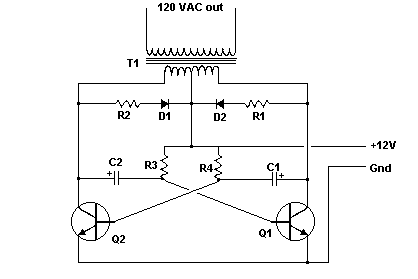 120 VAC out
T1
R2
D1
D2
R1
+12V
C2
R3
R4
C1
Gnd
+
+
Q2
Q1